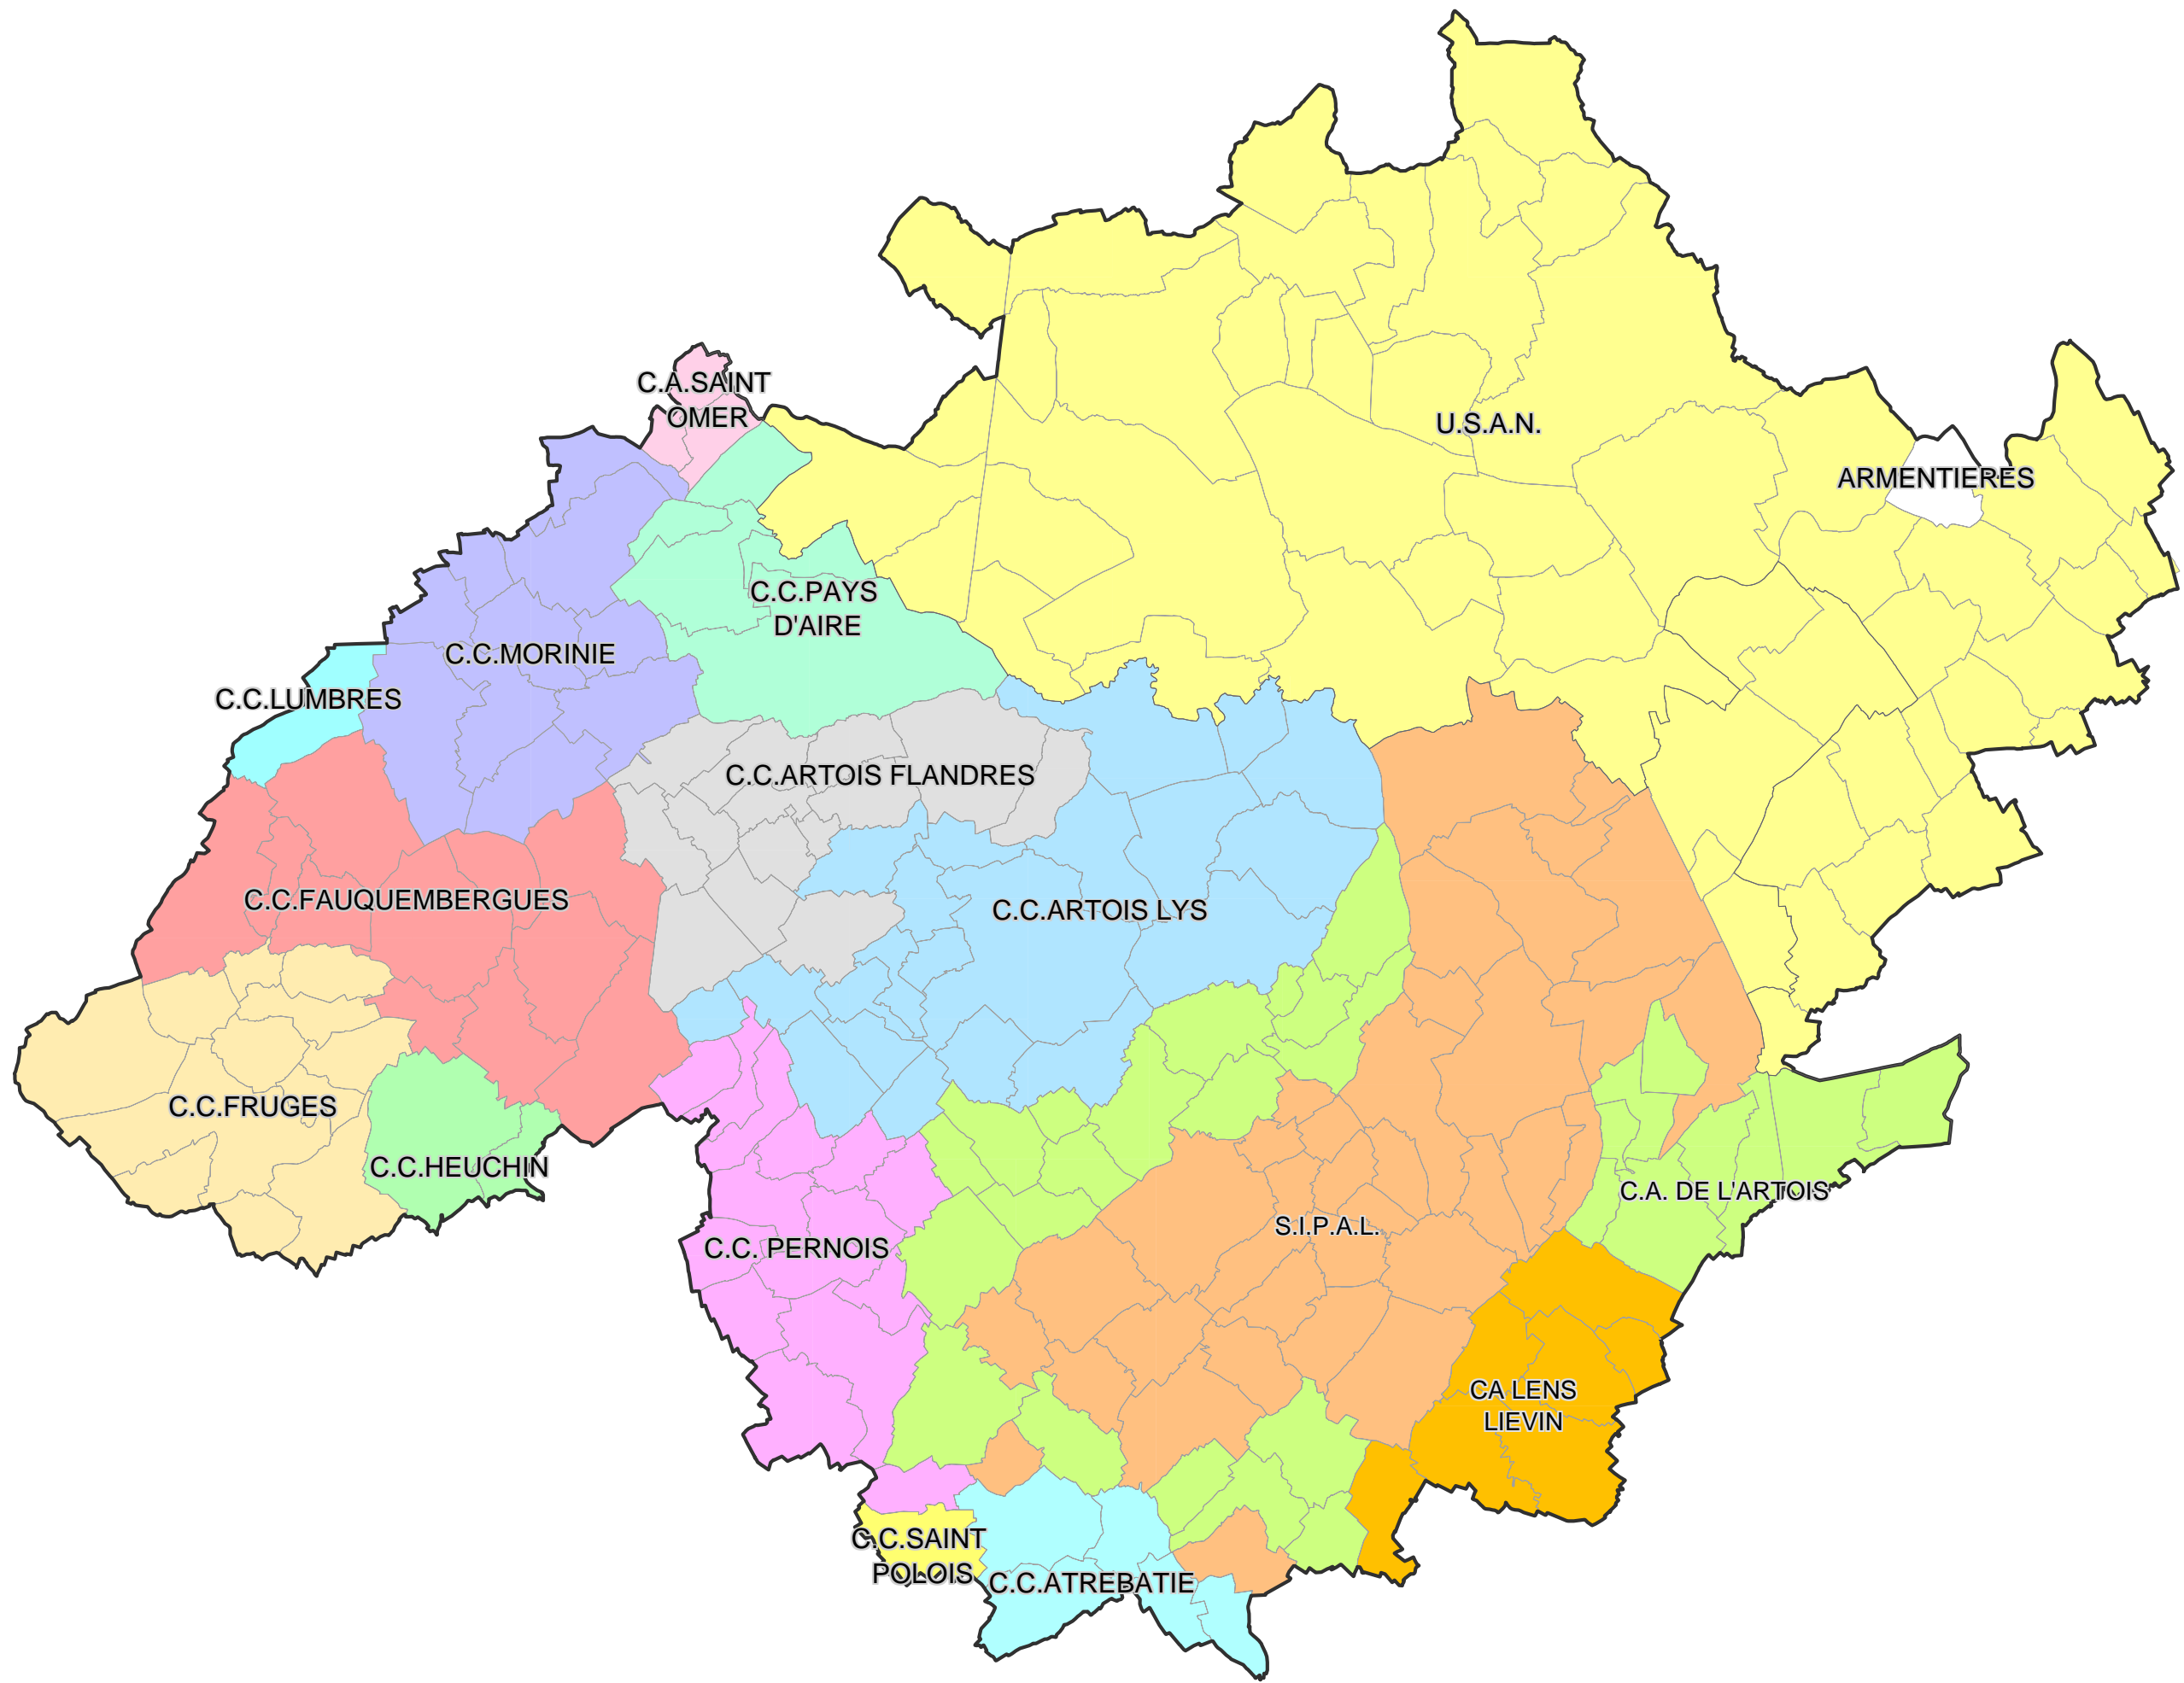 C.A.SAINT
OMER
U.S.A.N.
ARMENTIERES
C.C.PAYS
D'AIRE
C.C.MORINIE
C.C.LUMBRES
C.C.ARTOIS FLANDRES
C.C.FAUQUEMBERGUES
C.C.ARTOIS LYS
C.C.FRUGES
C.C.HEUCHIN
C.A. DE L'ARTOIS
S.I.P.A.L.
C.C. PERNOIS
CA LENS
LIEVIN
C.C.SAINT
POLOIS
C.C.ATREBATIE